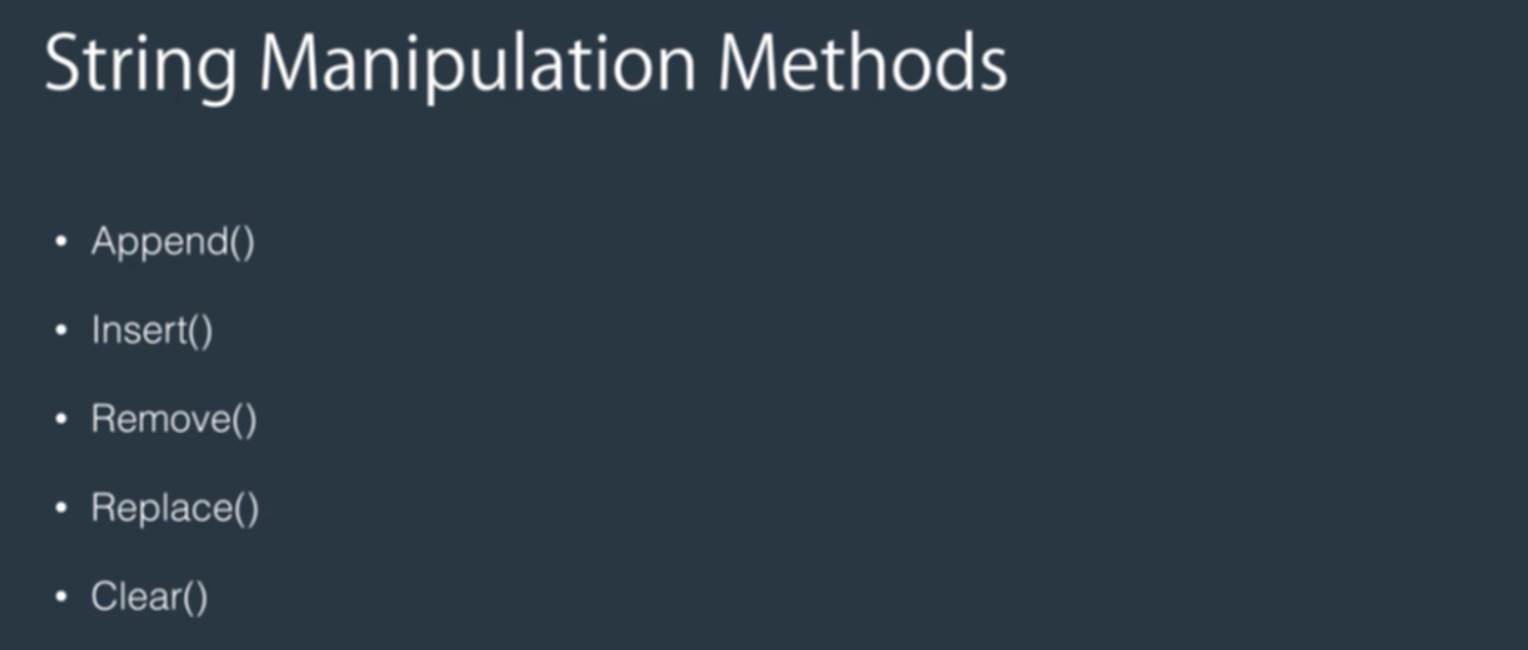 String Manipulation Methods
• Append()
• Insert()
• Remove()
• Replace()
• Clear()